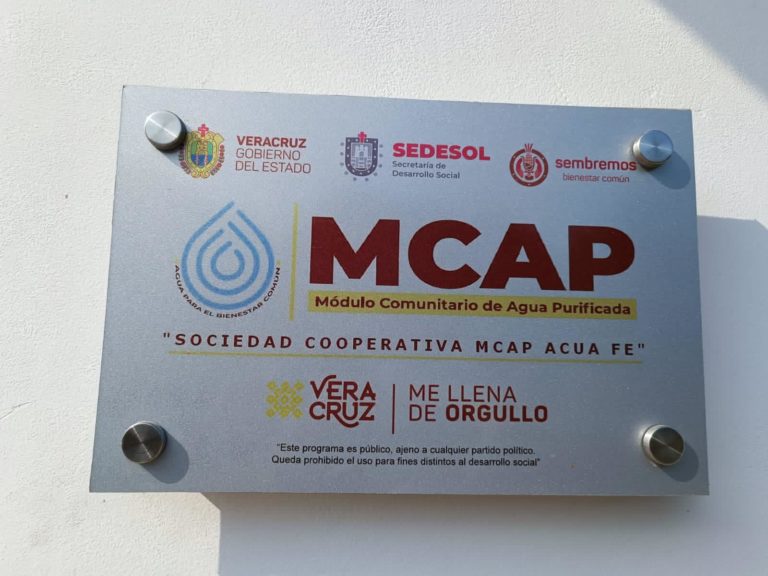 VERACRUZ
GOBIERNO
DEL ESTADO
SEDESOL
Secretaría de
Desarrollo Social
sembremos
bienestar común
AGUA PARA EL BIENESTAR COMÚN
MCAP
Módulo Comunitario de Agua Purificada
"SOCIEDAD COOPERATIVA MCAP ACUA FE"
VERA
CRUZ
ME LLENA
DE ORGULLO
"Este programa es público, ajeno a cualquier partido político.
Queda prohibido el uso para fines distintos al desarrollo social"